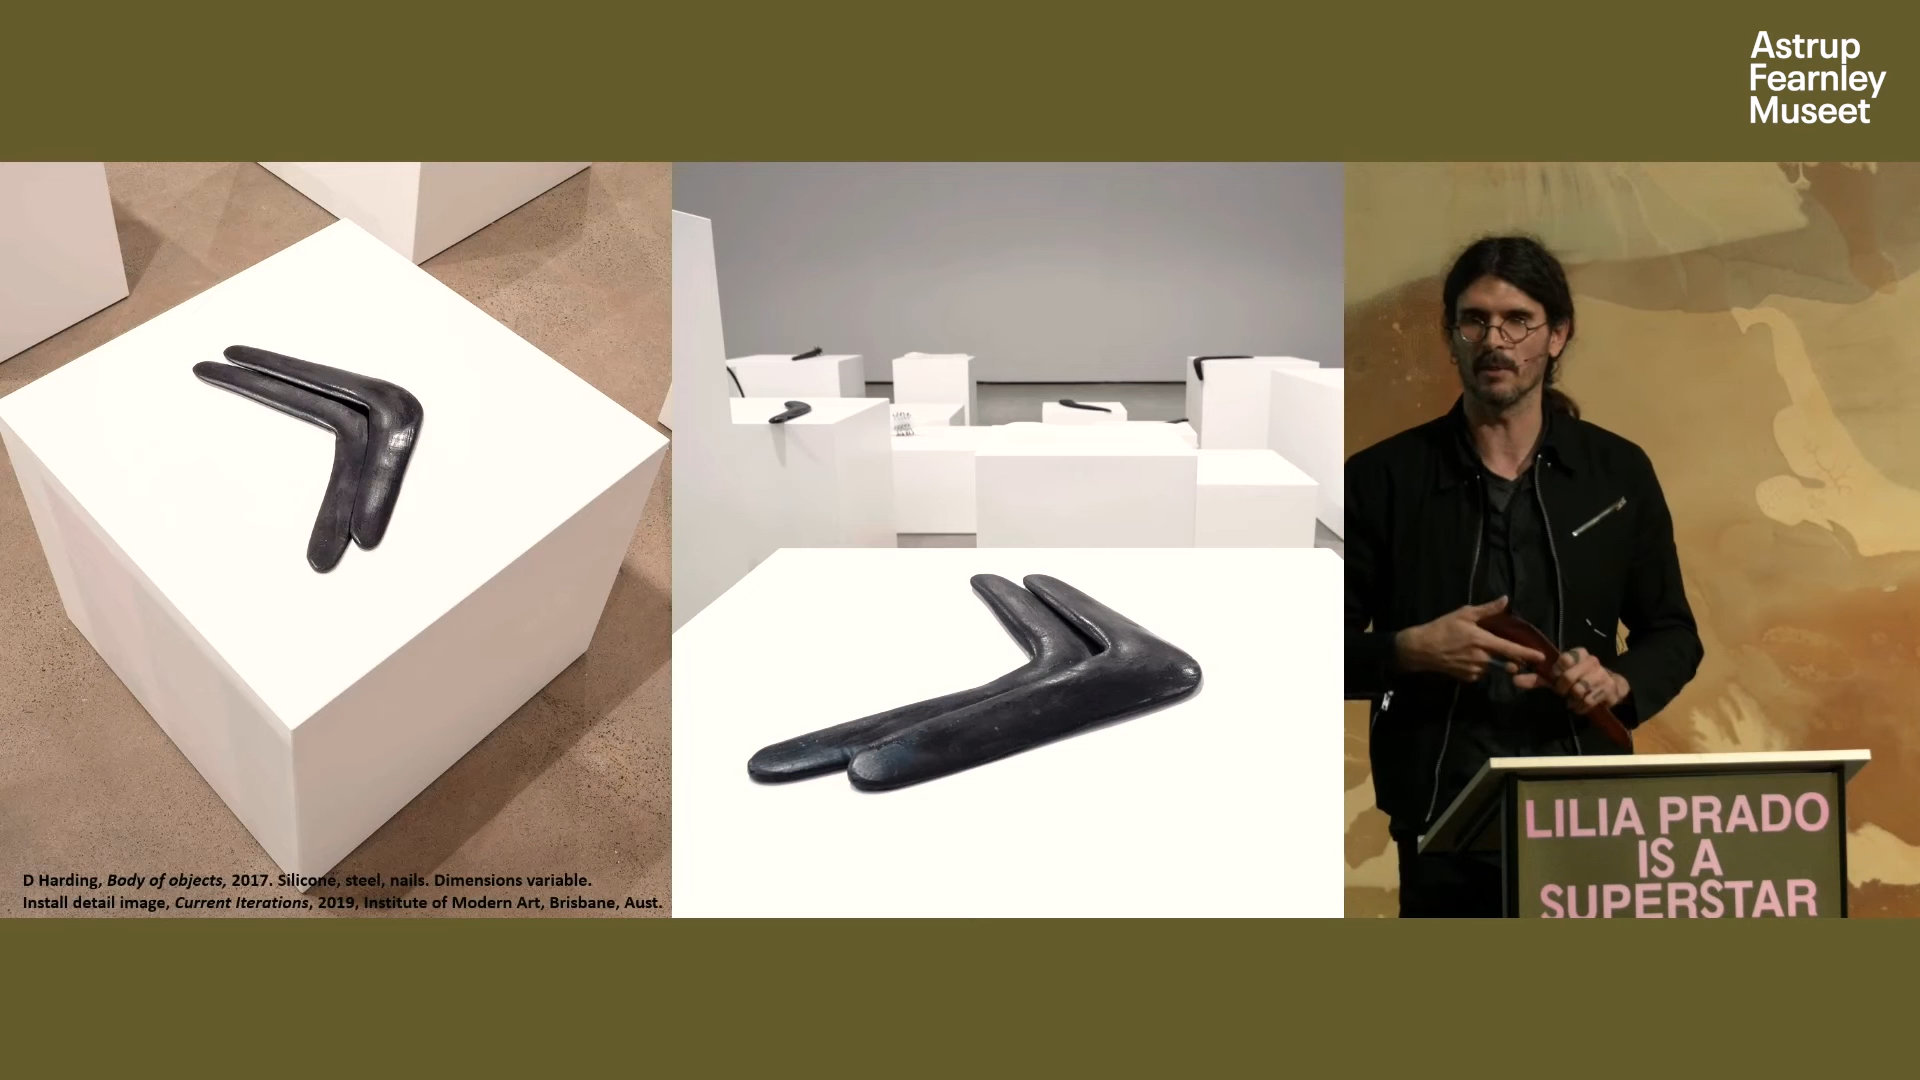 Astrup
Fearnley
Museet
D Harding, Body of objects, 2017. Silicone, steel, nails. Dimensions variable.
Install detail image, Current Iterations, 2019, Institute of Modern Art, Brisbane, Aust.
LILIA PRADO
IS A
SUPERSTAR